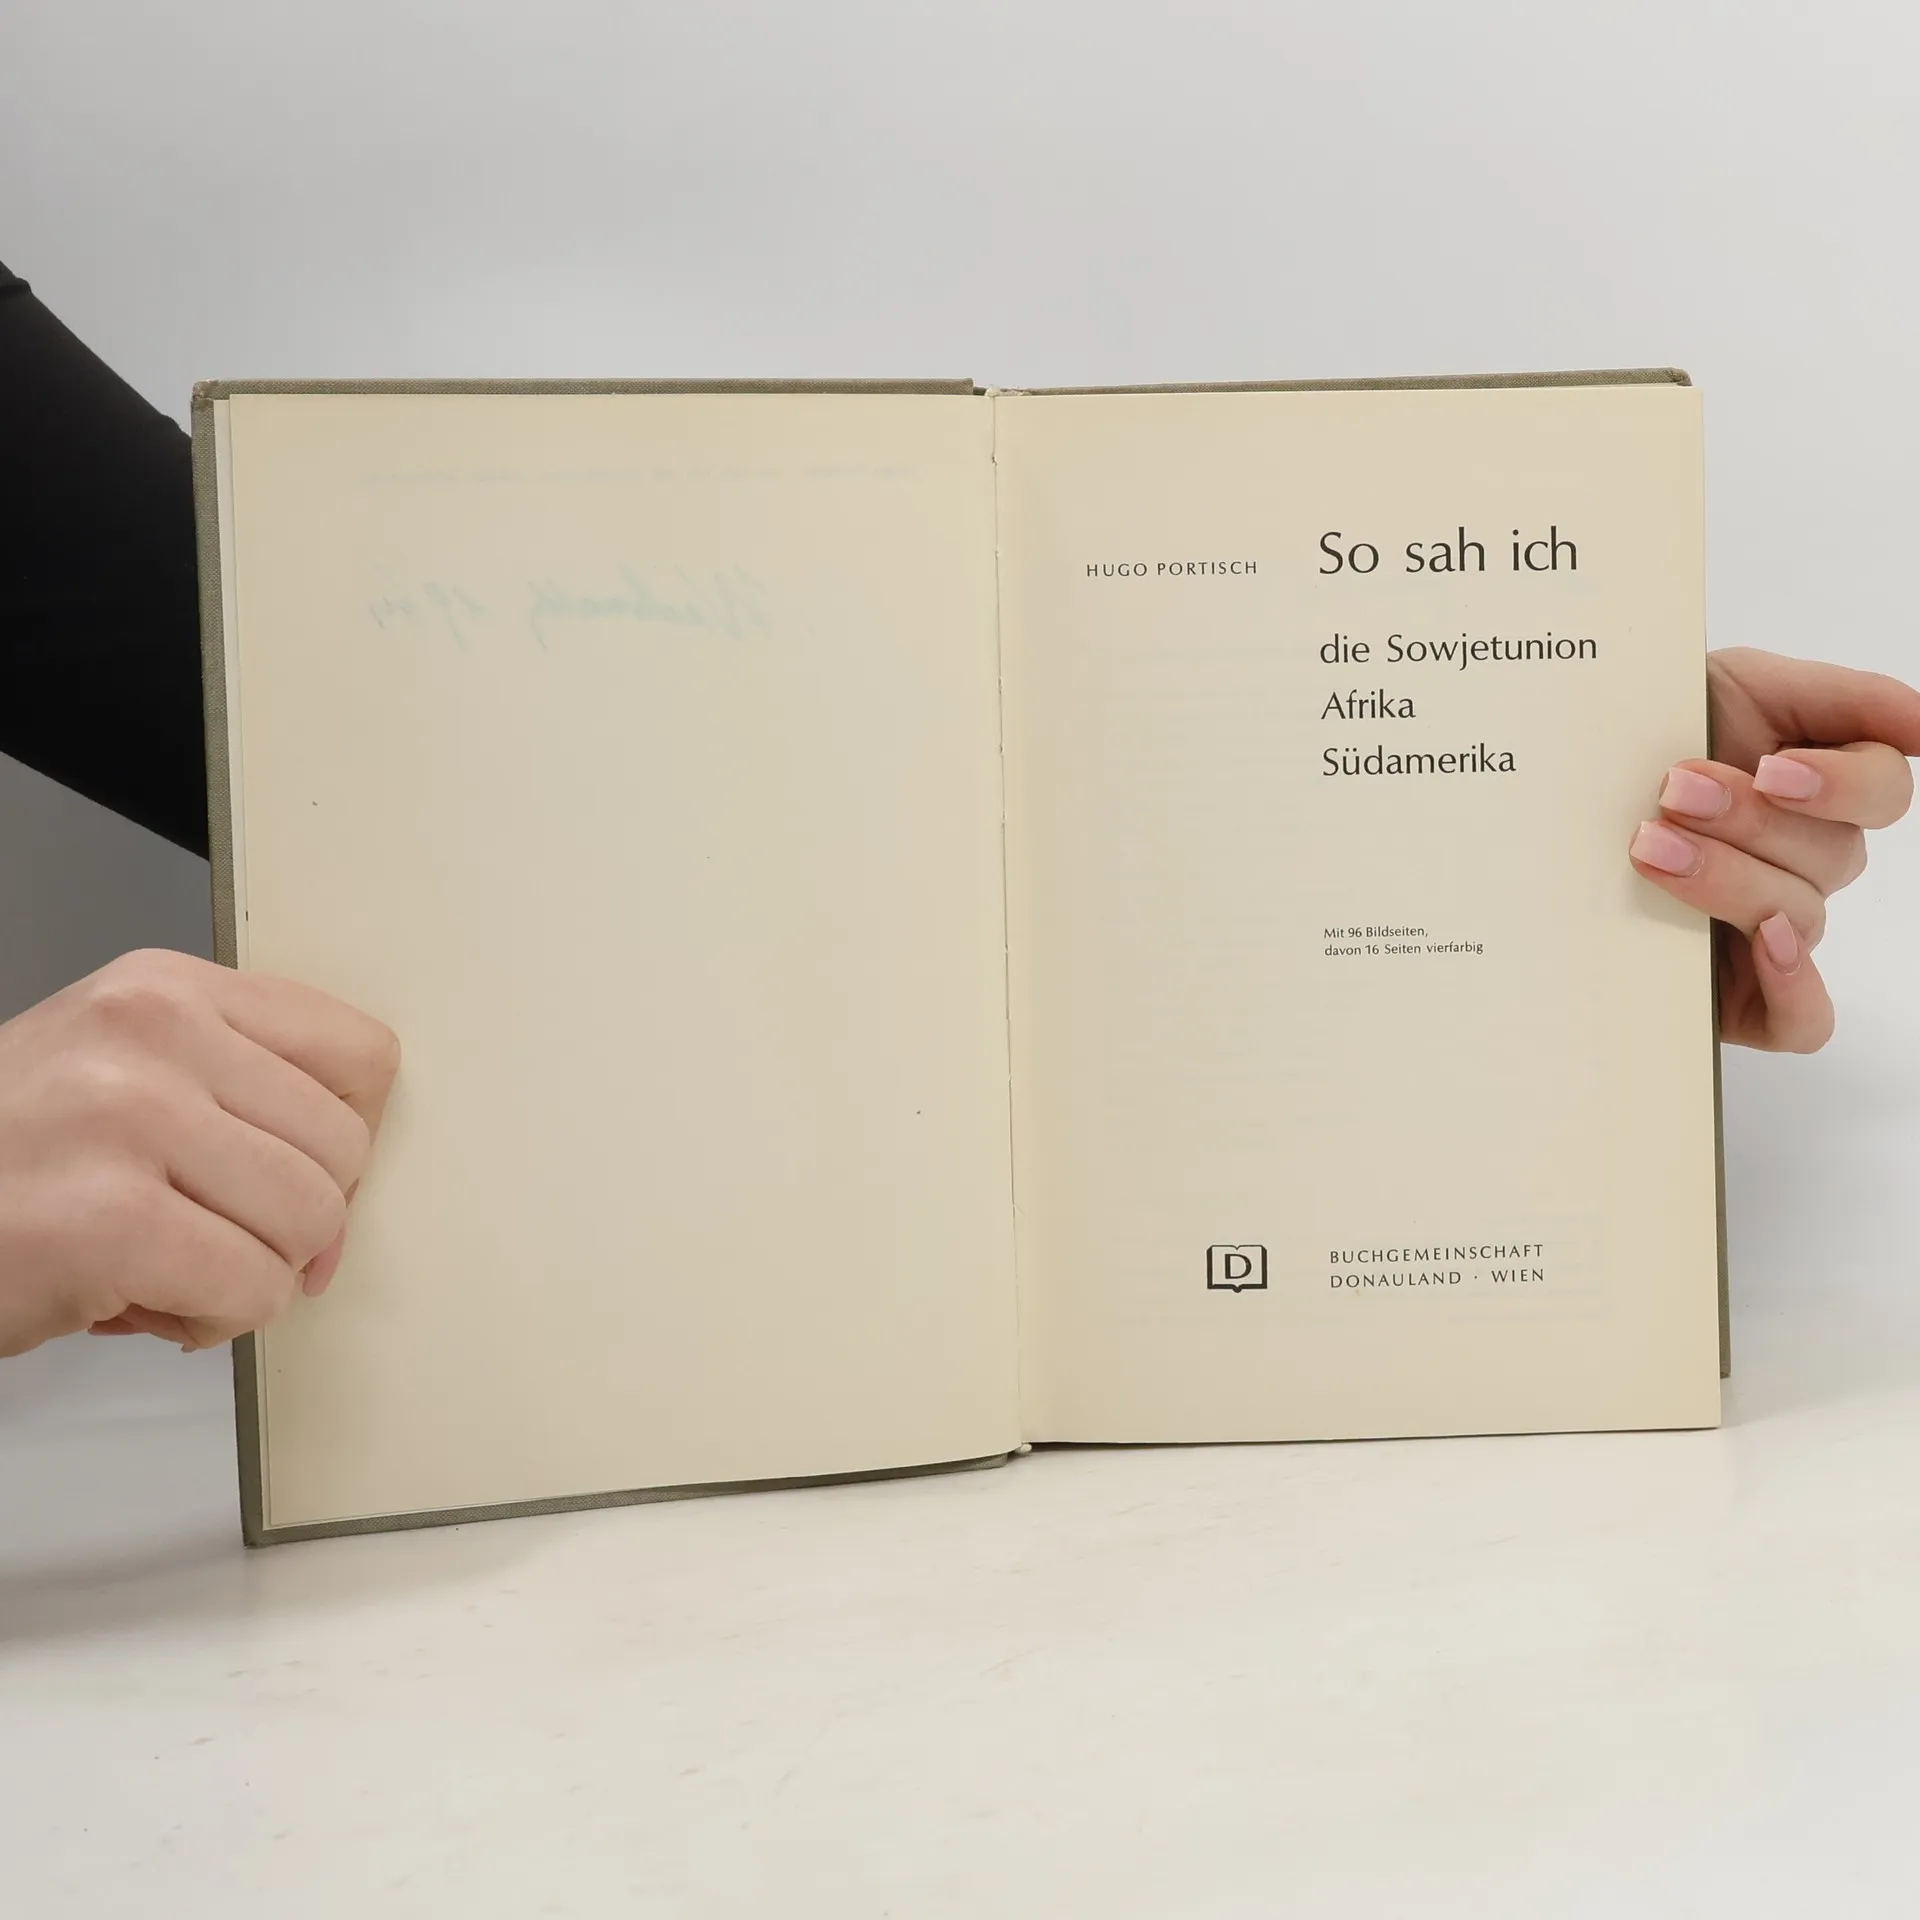 HUGO PORTISCH
So sah ich
die Sowjetunion
Afrika
Südamerika
Mit 96 Bildseiten,
davon 16 Seiten vierfarbig
D
BUCHGEMEINSCHAFT
DONAULAND · WIEN